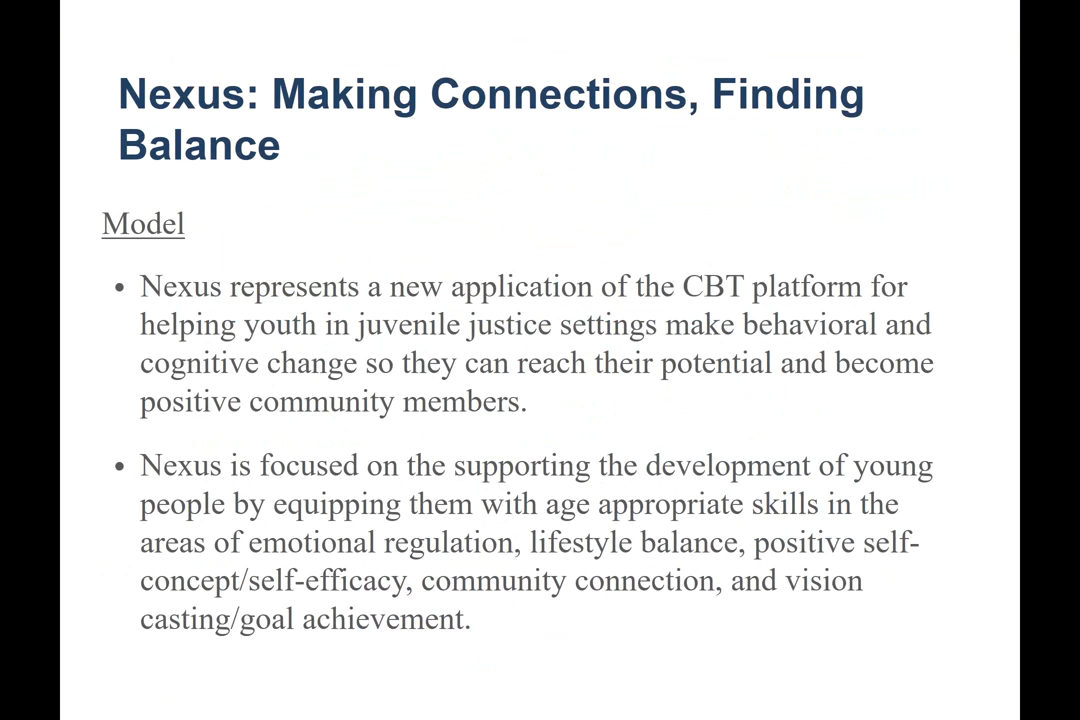 Nexus: Making Connections, Finding
Balance
Model
• Nexus represents a new application of the CBT platform for
helping youth in juvenile justice settings make behavioral and
cognitive change so they can reach their potential and become
positive community members.
• Nexus is focused on the supporting the development of young
people by equipping them with age appropriate skills in the
areas of emotional regulation, lifestyle balance, positive self-
concept/self-efficacy, community connection, and vision
casting/goal achievement.